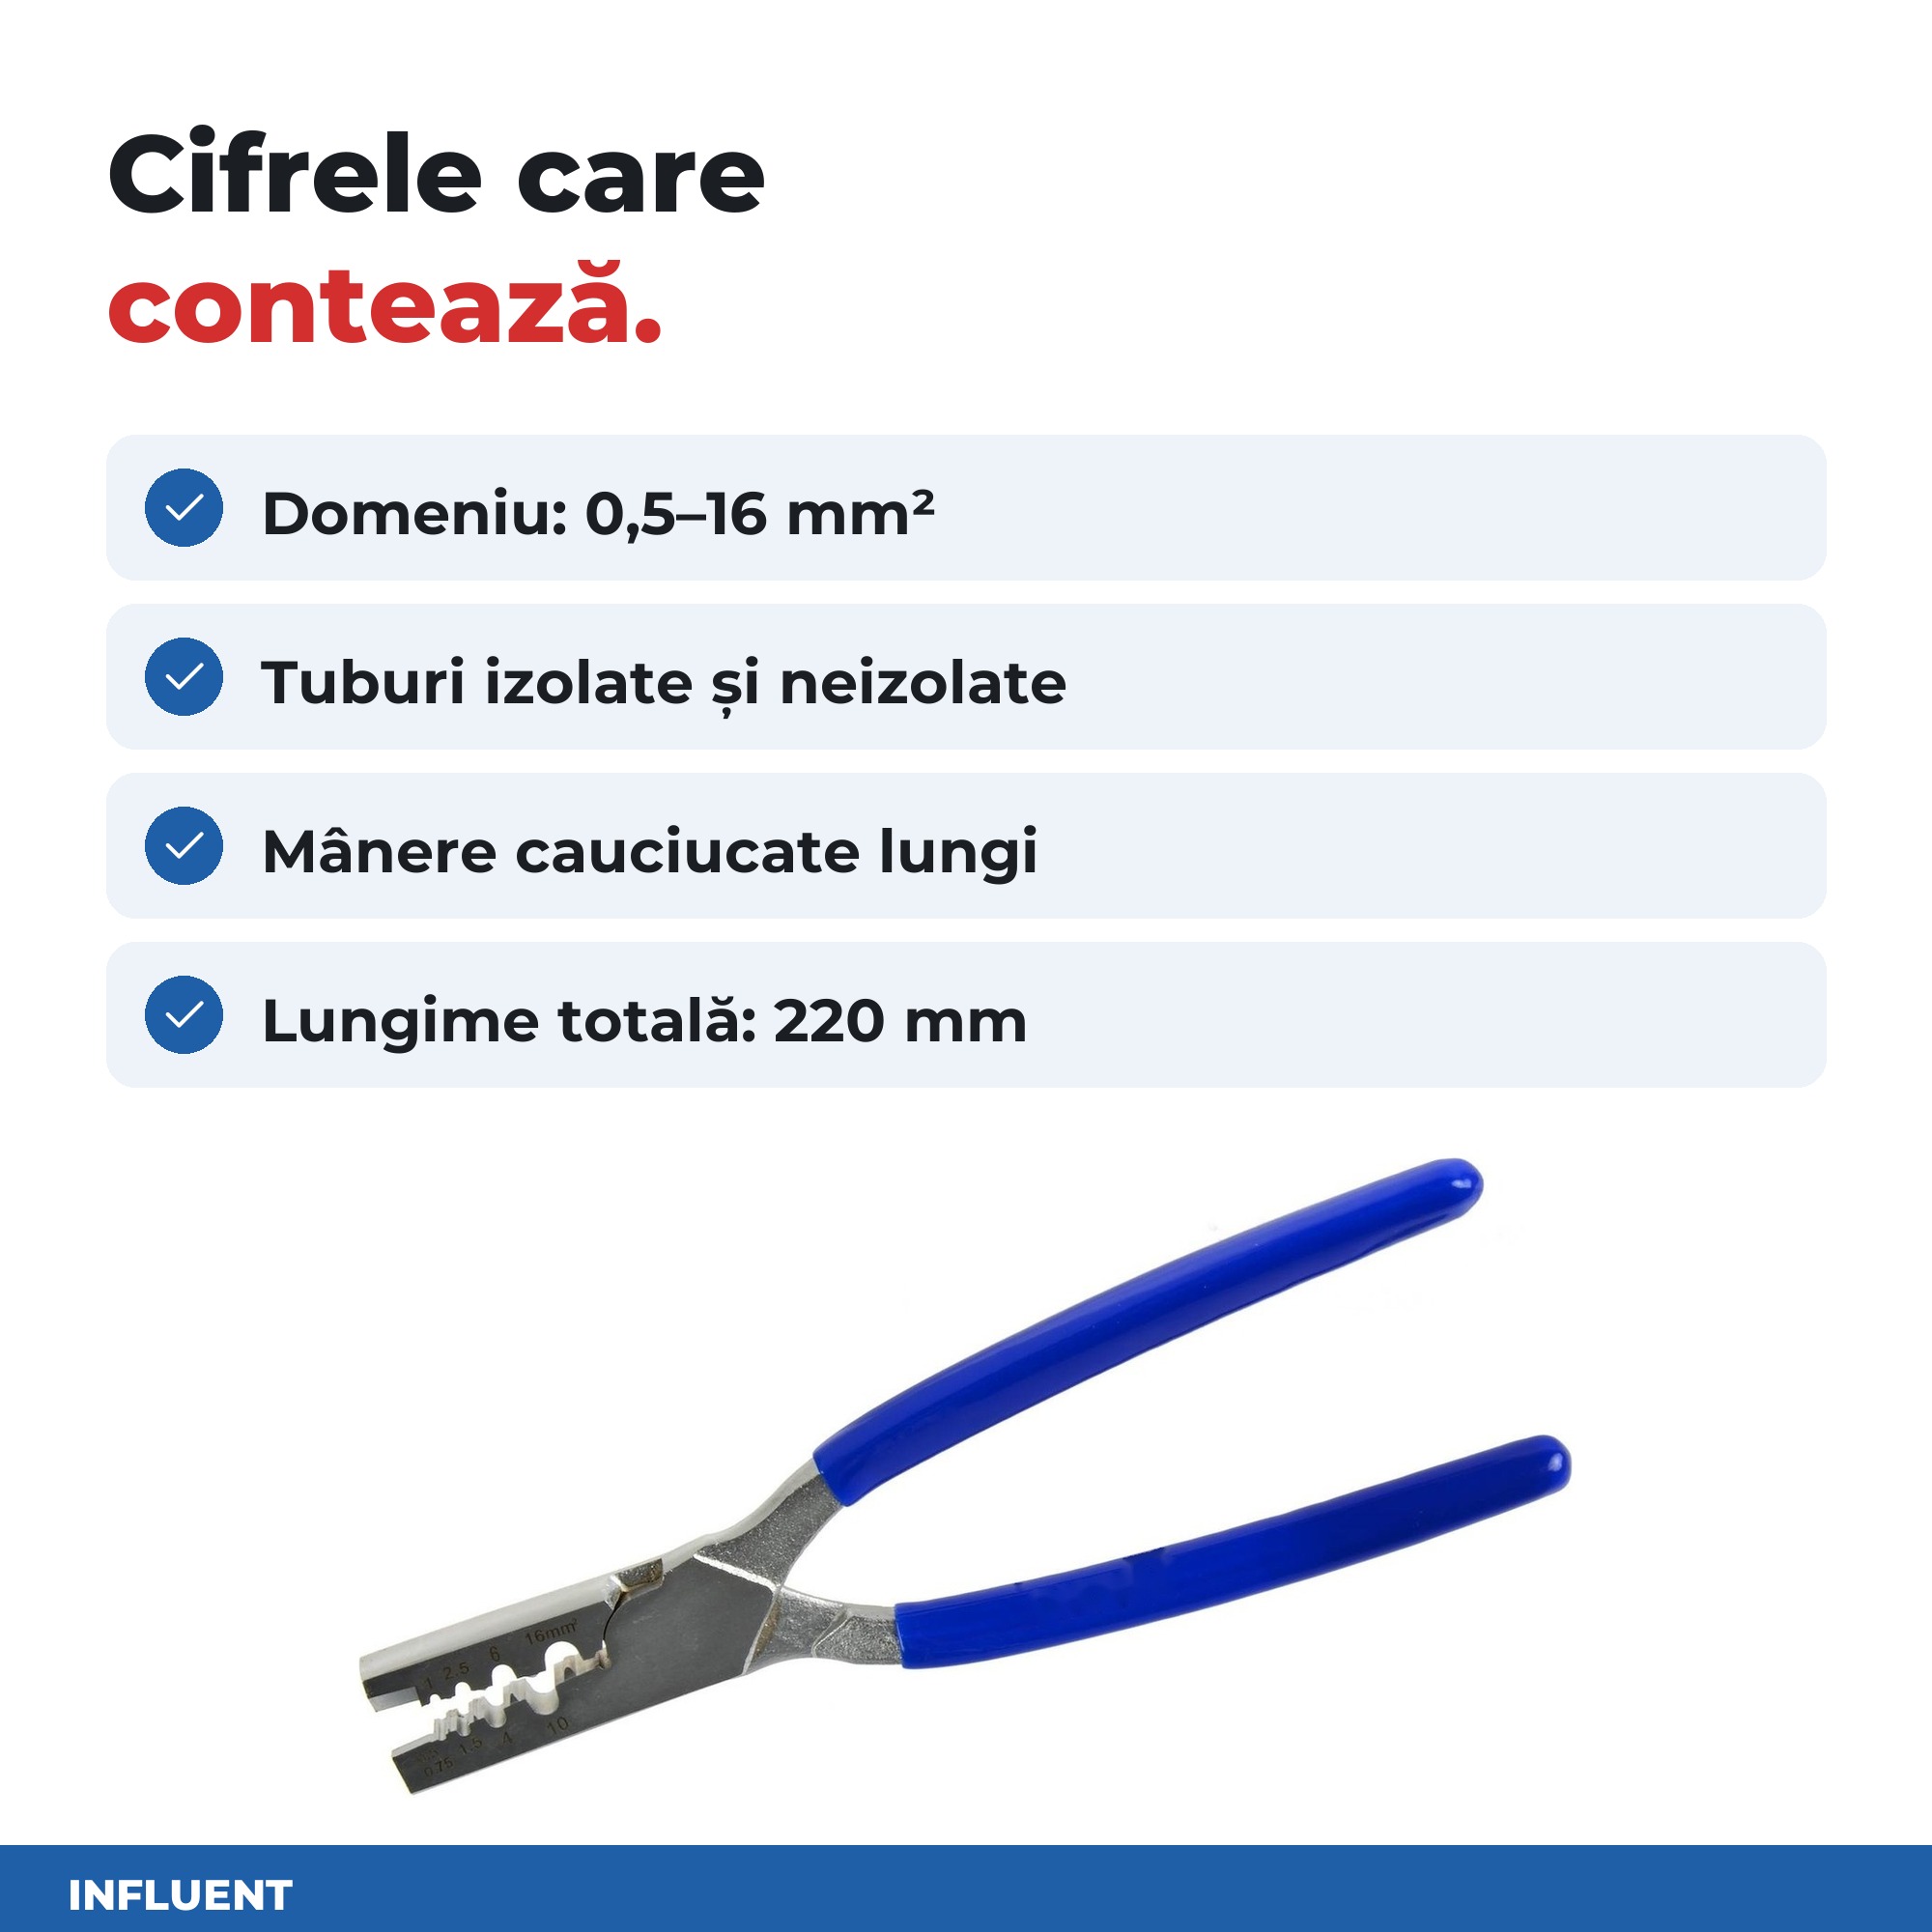 Cifrele care
contează.
Domeniu: 0,5–16 mm²
Tuburi izolate și neizolate
Mânere cauciucate lungi
Lungime totală: 220 mm
1 2.5 6 16mm²
0.75 1.5 4 10
INFLUENT